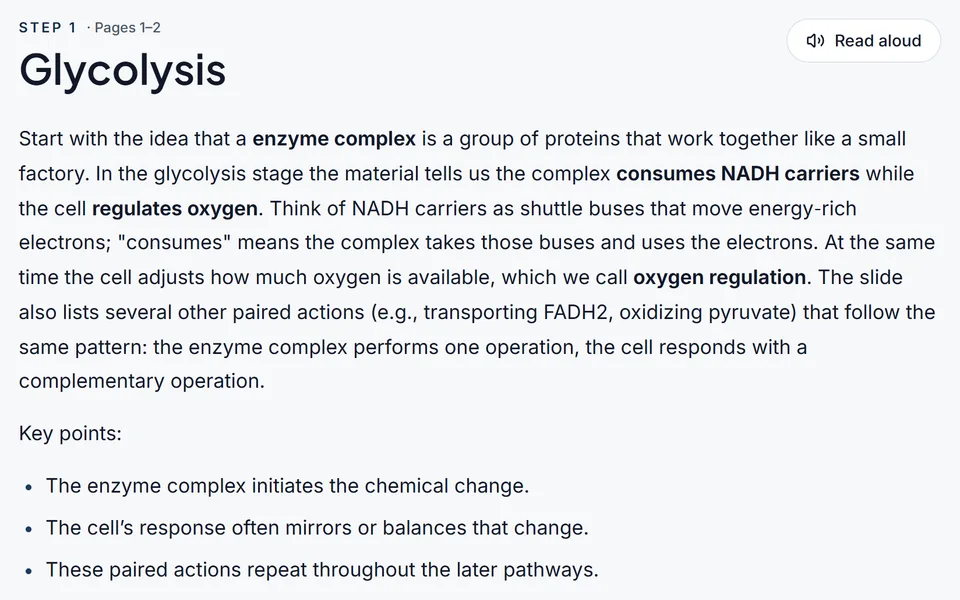 STEP 1 · Pages 1–2
Read aloud
Glycolysis
Start with the idea that a enzyme complex is a group of proteins that work together like a small
factory. In the glycolysis stage the material tells us the complex consumes NADH carriers while
the cell regulates oxygen. Think of NADH carriers as shuttle buses that move energy-rich
electrons; "consumes" means the complex takes those buses and uses the electrons. At the same
time the cell adjusts how much oxygen is available, which we call oxygen regulation. The slide
also lists several other paired actions (e.g., transporting FADH2, oxidizing pyruvate) that follow the
same pattern: the enzyme complex performs one operation, the cell responds with a
complementary operation.
Key points:
• The enzyme complex initiates the chemical change.
• The cell’s response often mirrors or balances that change.
• These paired actions repeat throughout the later pathways.